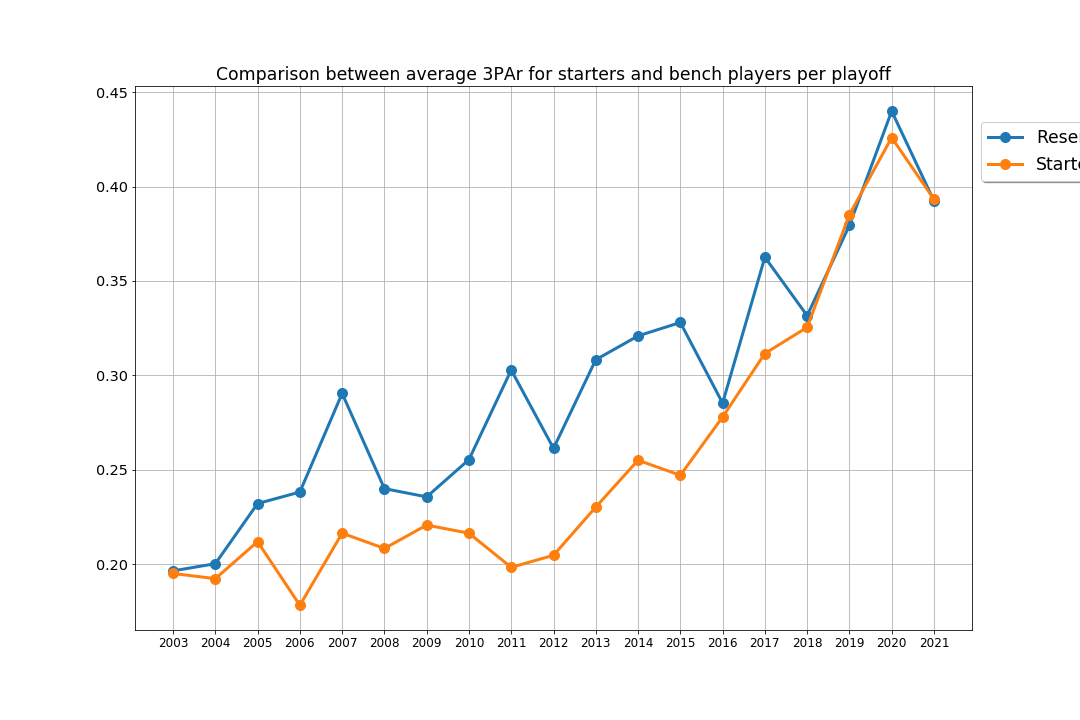 Comparison between average 3PAr for starters and bench players per playoff
0.45
0.40
0.35
0.30
0.25
0.20
2003 2004 2005 2006 2007 2008 2009 2010 2011 2012 2013 2014 2015 2016 2017 2018 2019 2020 2021
Rese
Starte